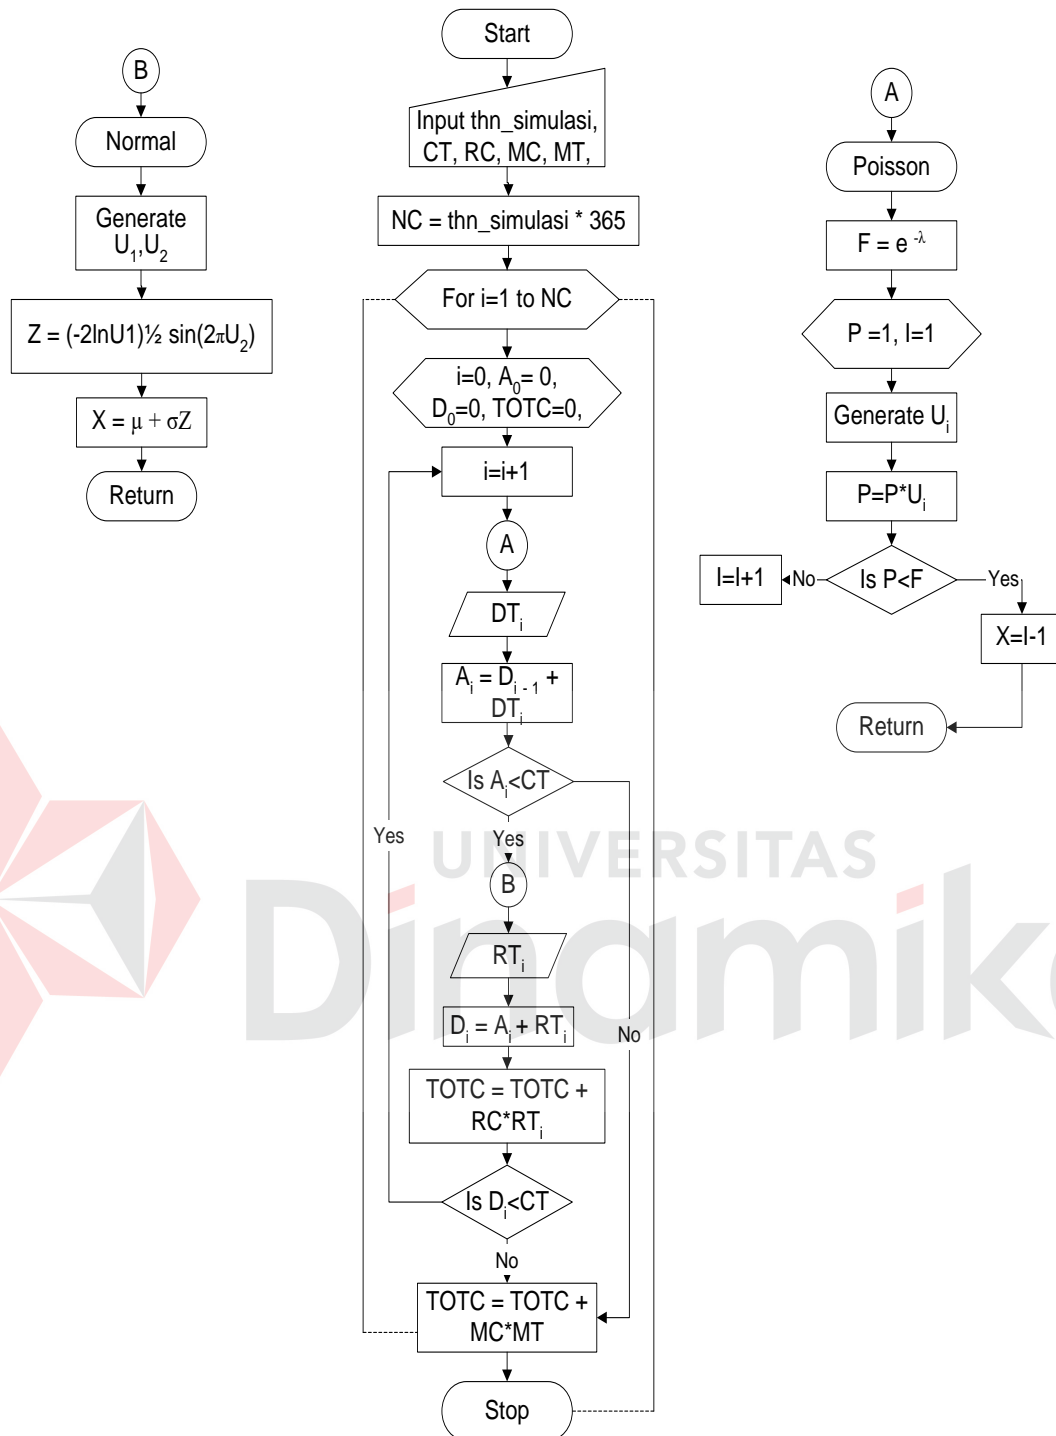 B
Normal
Generate
U₁,U₂
Z = (-2lnU1)½ sin(2πU₂)
X = μ + σZ
Return
Start
Input thn_simulasi,
CT, RC, MC, MT,
NC = thn_simulasi * 365
For i=1 to NC
i=0, A₀= 0,
D₀=0, TOTC=0,
i=i+1
A
DTᵢ
Aᵢ = Dᵢ ₋ ₁ +
DTᵢ
Is Aᵢ<CT
Yes
Yes
B
RTᵢ
Dᵢ = Aᵢ + RTᵢ
No
TOTC = TOTC +
RC*RTᵢ
Is Dᵢ<CT
No
TOTC = TOTC +
MC*MT
Stop
A
Poisson
F = e ⁻λ
P =1, I=1
Generate Uᵢ
P=P*Uᵢ
I=I+1
No
Is P<F
Yes
X=I-1
Return
UNIVERSITAS
Dinamika